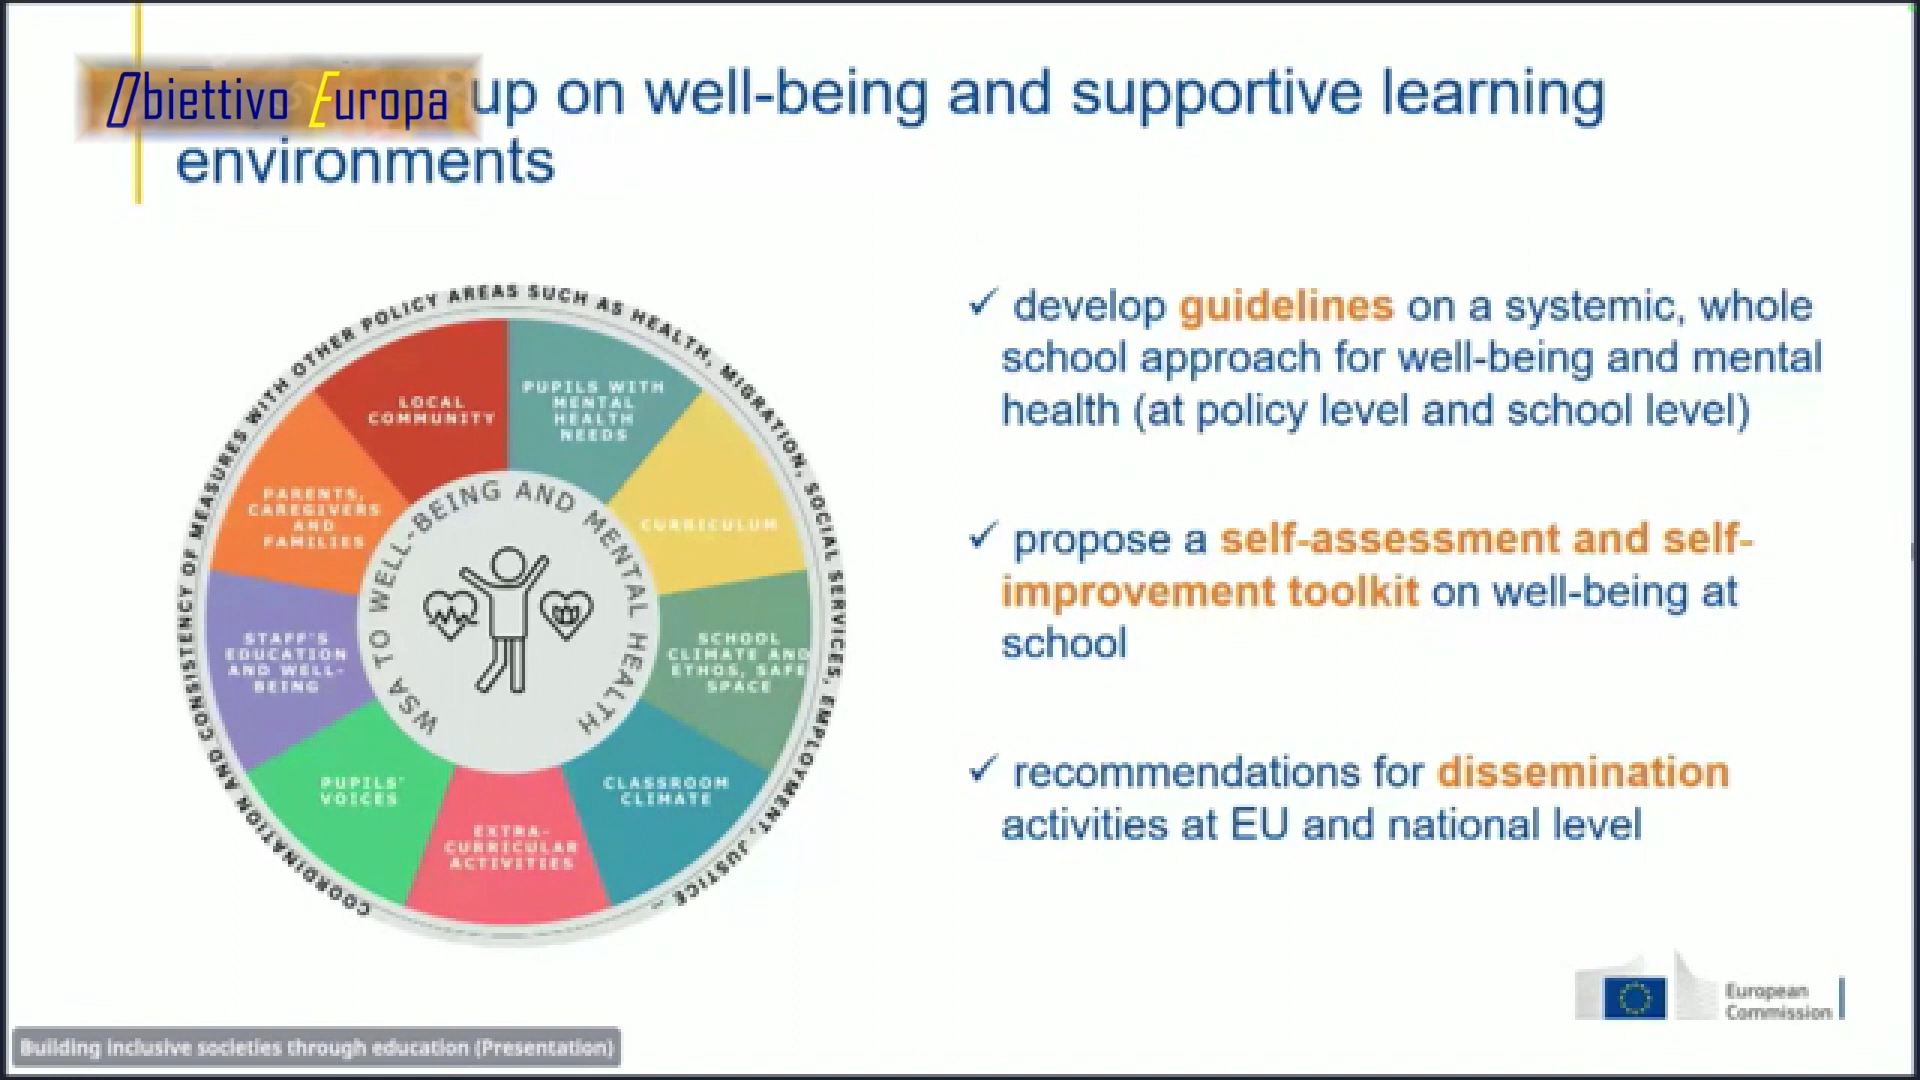 Obiettivo Europa
up on well-being and supportive learning
environments
COORDINATION AND CONSISTENCY OF MEASURES WITH OTHER POLICY AREAS SUCH AS HEALTH, MIGRATION, SOCIAL SERVICES, EMPLOYMENT, JUSTICE …
LOCAL
COMMUNITY
PUPILS WITH
MENTAL
HEALTH
NEEDS
PARENTS,
CAREGIVERS
AND
FAMILIES
CURRICULUM
WSA TO WELL-BEING AND MENTAL HEALTH
STAFF'S
EDUCATION
AND WELL-
BEING
SCHOOL
CLIMATE AND
ETHOS, SAFE
SPACE
PUPILS'
VOICES
CLASSROOM
CLIMATE
EXTRA-
CURRICULAR
ACTIVITIES
✓ develop guidelines on a systemic, whole
school approach for well-being and mental
health (at policy level and school level)
✓ propose a self-assessment and self-
improvement toolkit on well-being at
school
✓ recommendations for dissemination
activities at EU and national level
European
Commission
Building inclusive societies through education (Presentation)